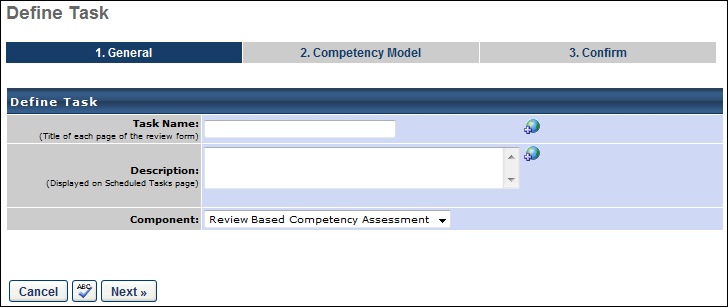 Define Task
1. General
2. Competency Model
3. Confirm
Define Task
Task Name:
(Title of each page of the review form)
Description:
(Displayed on Scheduled Tasks page)
Component:
Review Based Competency Assessment
Cancel
ABC
Next »